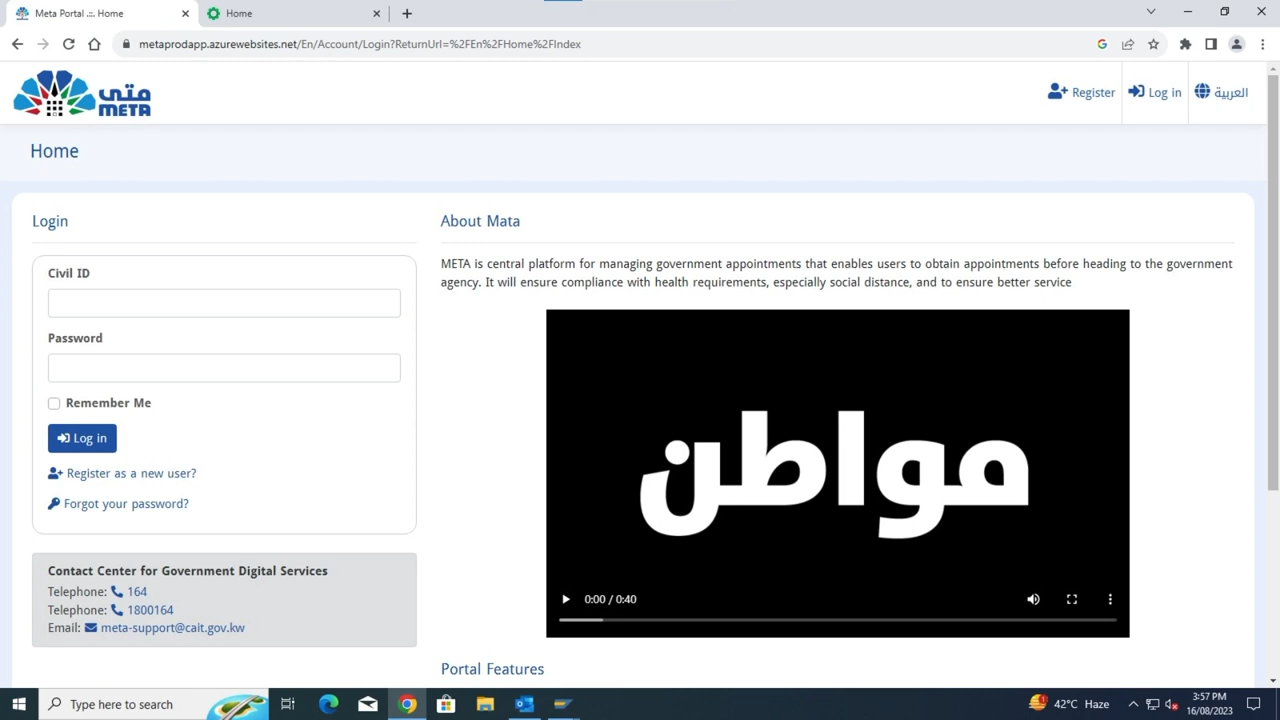 Meta Portal .:. Home
Home
metaprodapp.azurewebsites.net/En/Account/Login?ReturnUrl=%2FEn%2FHome%2FIndex
متى
META
Register
Log in
العربية
Home
Login
Civil ID
Password
Remember Me
Log in
Register as a new user?
Forgot your password?
Contact Center for Government Digital Services
Telephone: 164
Telephone: 1800164
Email: meta-support@cait.gov.kw
About Mata
META is central platform for managing government appointments that enables users to obtain appointments before heading to the government
agency. It will ensure compliance with health requirements, especially social distance, and to ensure better service
مواطن
0:00 / 0:40
Portal Features
Type here to search
42°C Haze
3:57 PM
16/08/2023